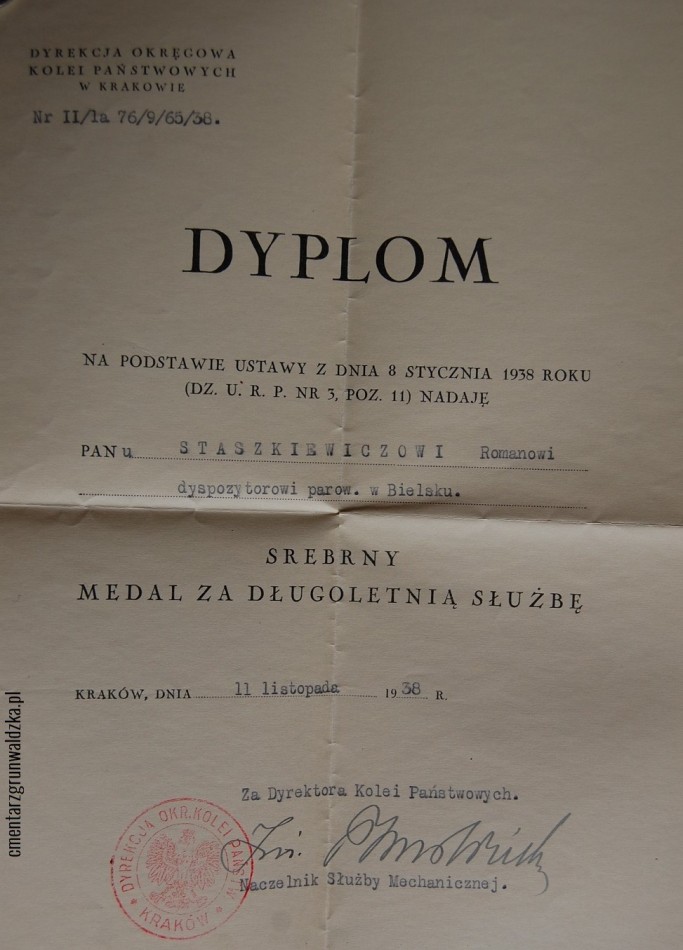 DYREKCJA OKRĘGOWA
KOLEI PAŃSTWOWYCH
W KRAKOWIE
Nr II/1a 76/9/65/38.
DYPLOM
NA PODSTAWIE USTAWY Z DNIA 8 STYCZNIA 1938 ROKU
(DZ. U. R. P. NR 3, POZ. 11) NADAJĘ
PANu STASZKIEWICZOWI Romanowi
dyspozytorowi parow. w Bielsku.
SREBRNY
MEDAL ZA DŁUGOLETNIĄ SŁUŻBĘ
KRAKÓW, DNIA 11 listopada 1938 R.
Za Dyrektora Kolei Państwowych.
Inż.
Naczelnik Służby Mechanicznej.
DYREKCJA OKR. KOLEI PAŃSTW.
KRAKÓW
cmentarzgrunwaldzka.pl